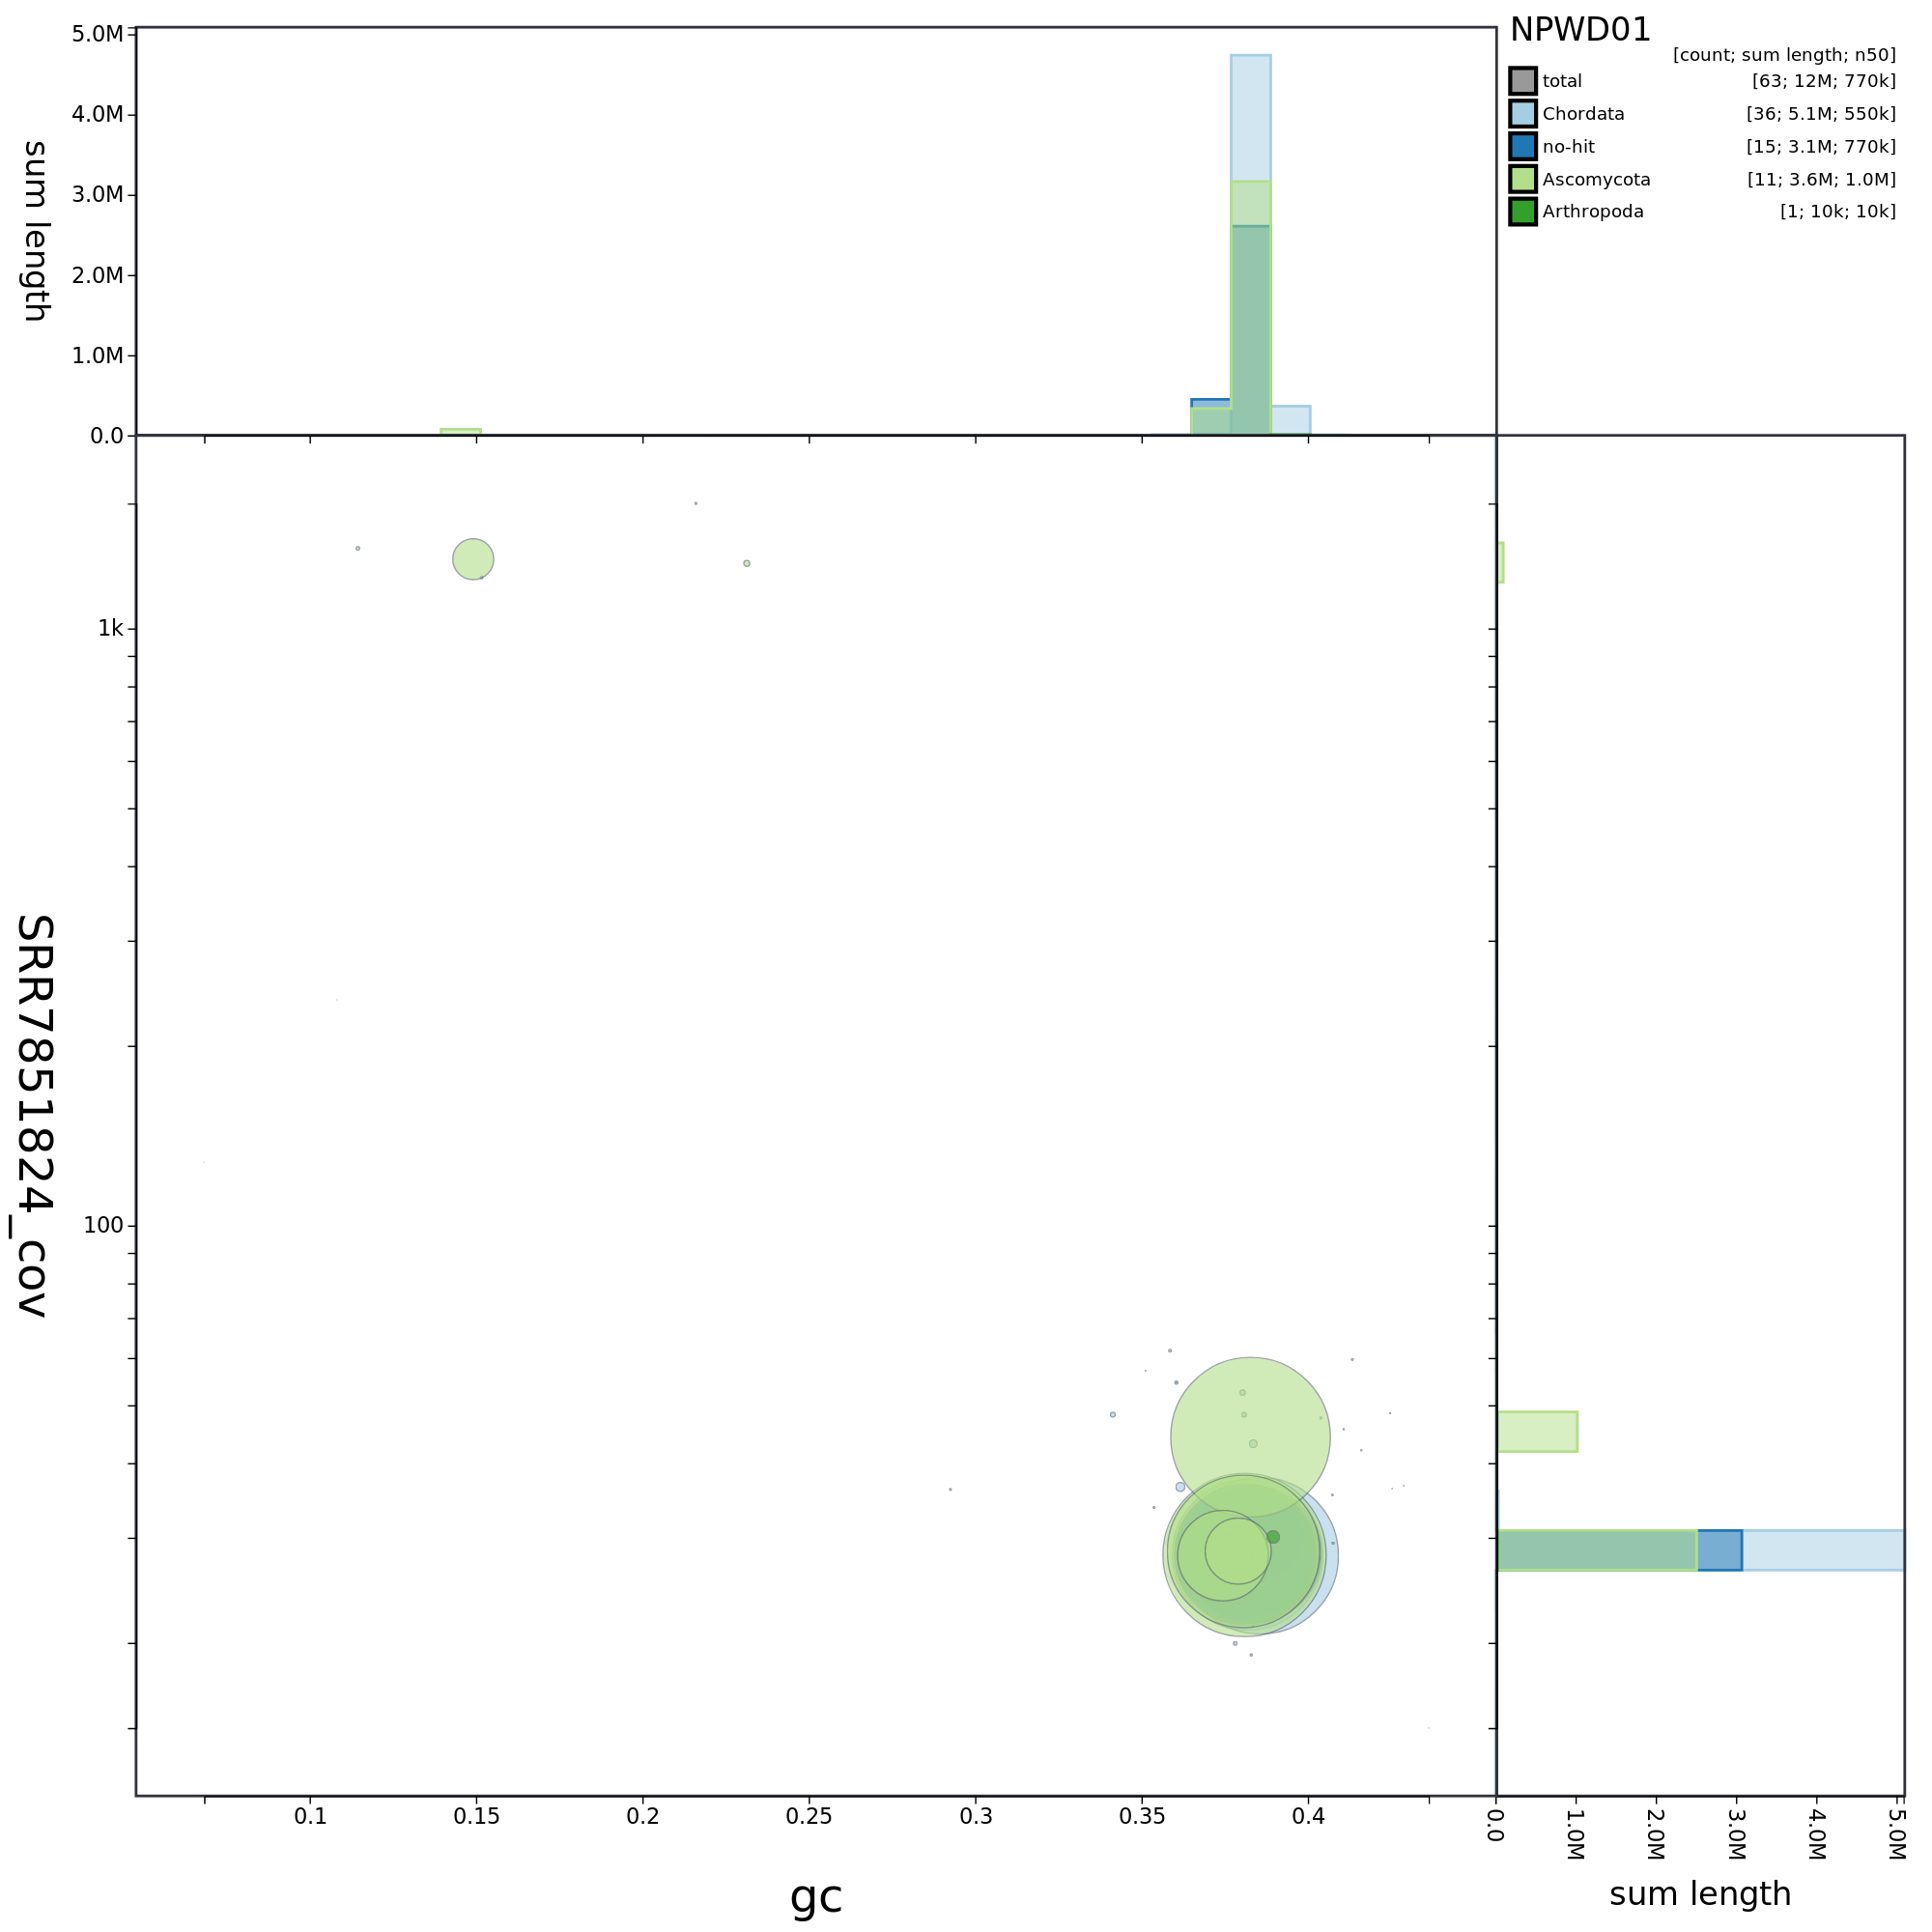 NPWD01
[count; sum length; n50]
total [63; 12M; 770k]
Chordata [36; 5.1M; 550k]
no-hit [15; 3.1M; 770k]
Ascomycota [11; 3.6M; 1.0M]
Arthropoda [1; 10k; 10k]
sum length
5.0M
4.0M
3.0M
2.0M
1.0M
0.0
SRR7851824_cov
1k
100
0.1 0.15 0.2 0.25 0.3 0.35 0.4
gc
0.0 1.0M 2.0M 3.0M 4.0M 5.0M
sum length